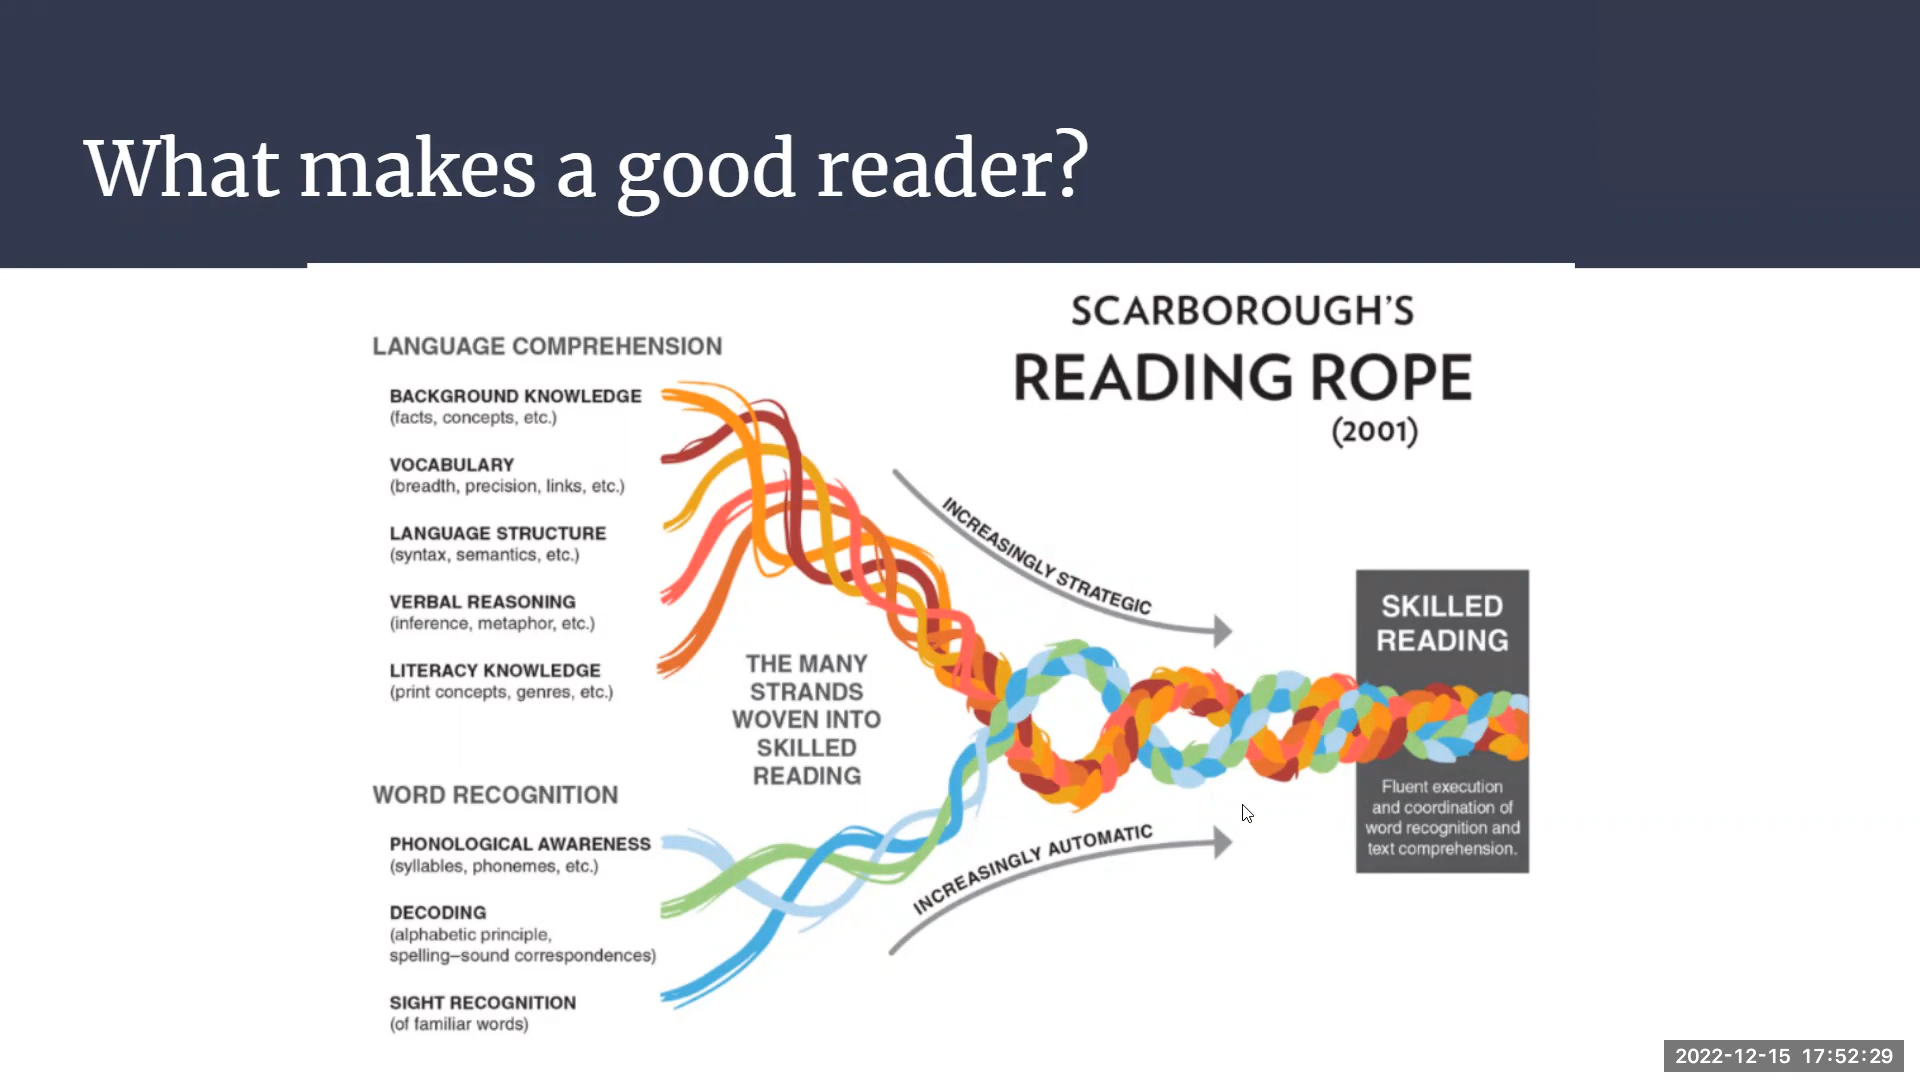 What makes a good reader?
SCARBOROUGH'S
READING ROPE
(2001)
LANGUAGE COMPREHENSION
BACKGROUND KNOWLEDGE
(facts, concepts, etc.)
VOCABULARY
(breadth, precision, links, etc.)
LANGUAGE STRUCTURE
(syntax, semantics, etc.)
VERBAL REASONING
(inference, metaphor, etc.)
LITERACY KNOWLEDGE
(print concepts, genres, etc.)
THE MANY
STRANDS
WOVEN INTO
SKILLED
READING
WORD RECOGNITION
PHONOLOGICAL AWARENESS
(syllables, phonemes, etc.)
DECODING
(alphabetic principle,
spelling–sound correspondences)
SIGHT RECOGNITION
(of familiar words)
INCREASINGLY STRATEGIC
INCREASINGLY AUTOMATIC
SKILLED
READING
Fluent execution
and coordination of
word recognition and
text comprehension.
2022-12-15 17:52:29